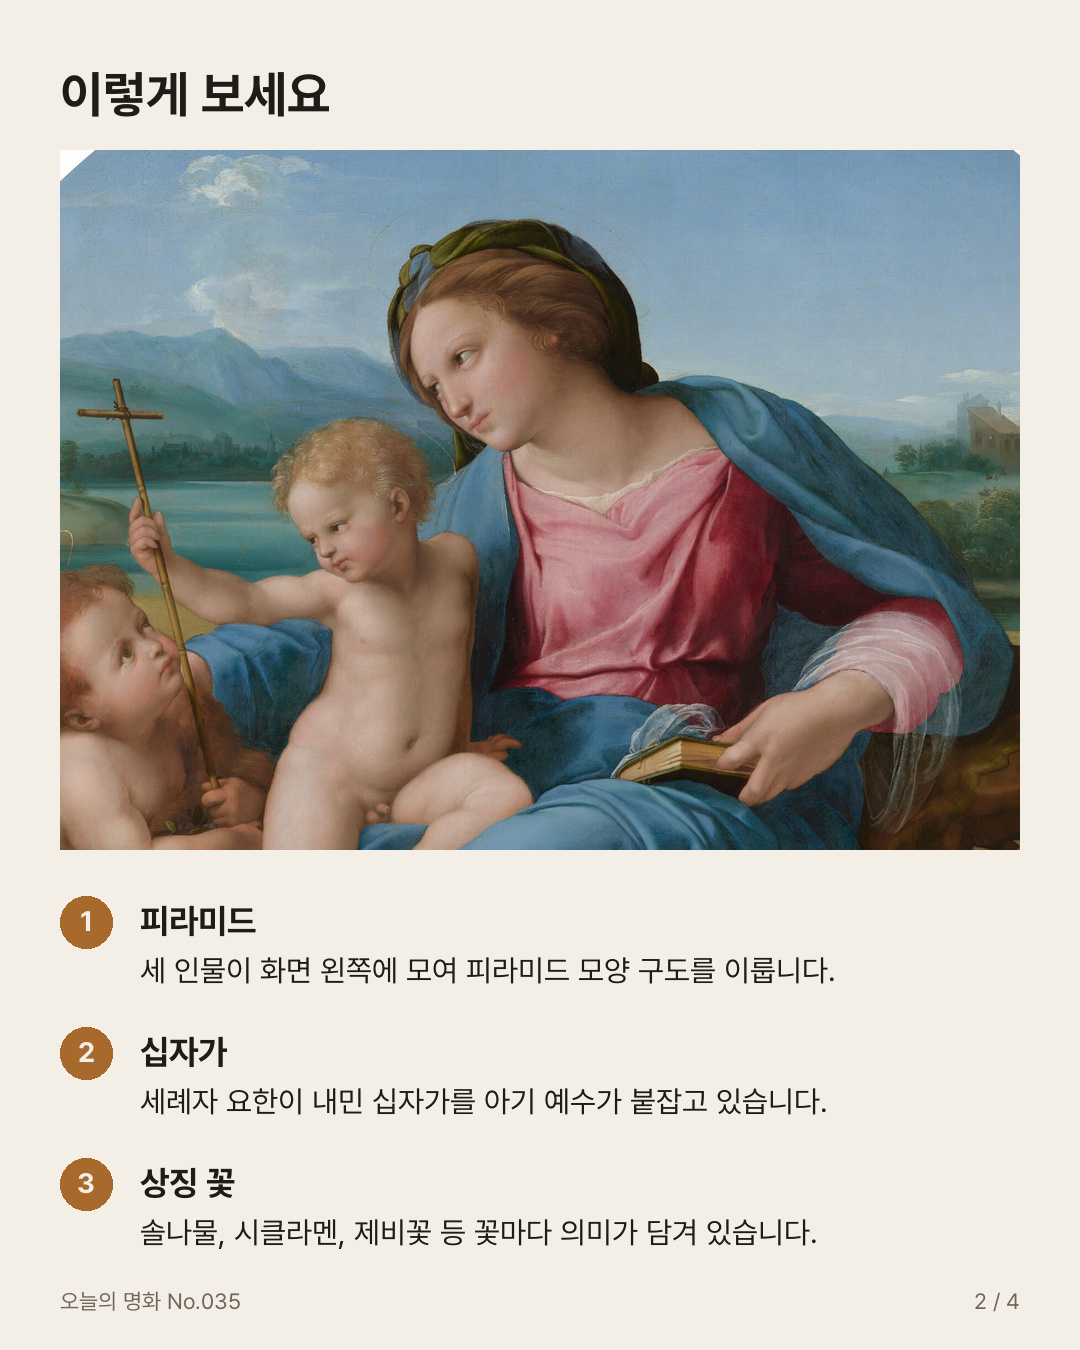 이렇게 보세요
1 피라미드
세 인물이 화면 왼쪽에 모여 피라미드 모양 구도를 이룹니다.
2 십자가
세례자 요한이 내민 십자가를 아기 예수가 붙잡고 있습니다.
3 상징 꽃
솔나물, 시클라멘, 제비꽃 등 꽃마다 의미가 담겨 있습니다.
오늘의 명화 No.035
2 / 4